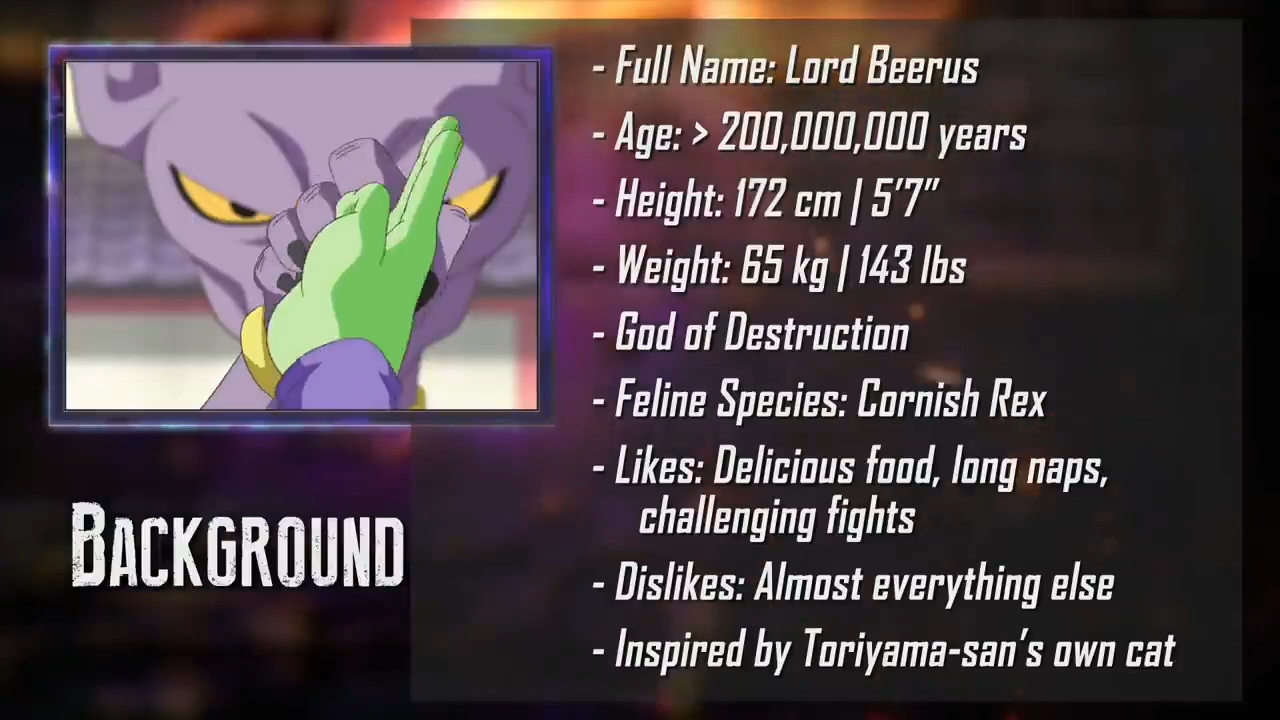 - Full Name: Lord Beerus
- Age: > 200,000,000 years
- Height: 172 cm | 5'7"
- Weight: 65 kg | 143 lbs
- God of Destruction
- Feline Species: Cornish Rex
- Likes: Delicious food, long naps,
challenging fights
- Dislikes: Almost everything else
- Inspired by Toriyama-san's own cat
BACKGROUND